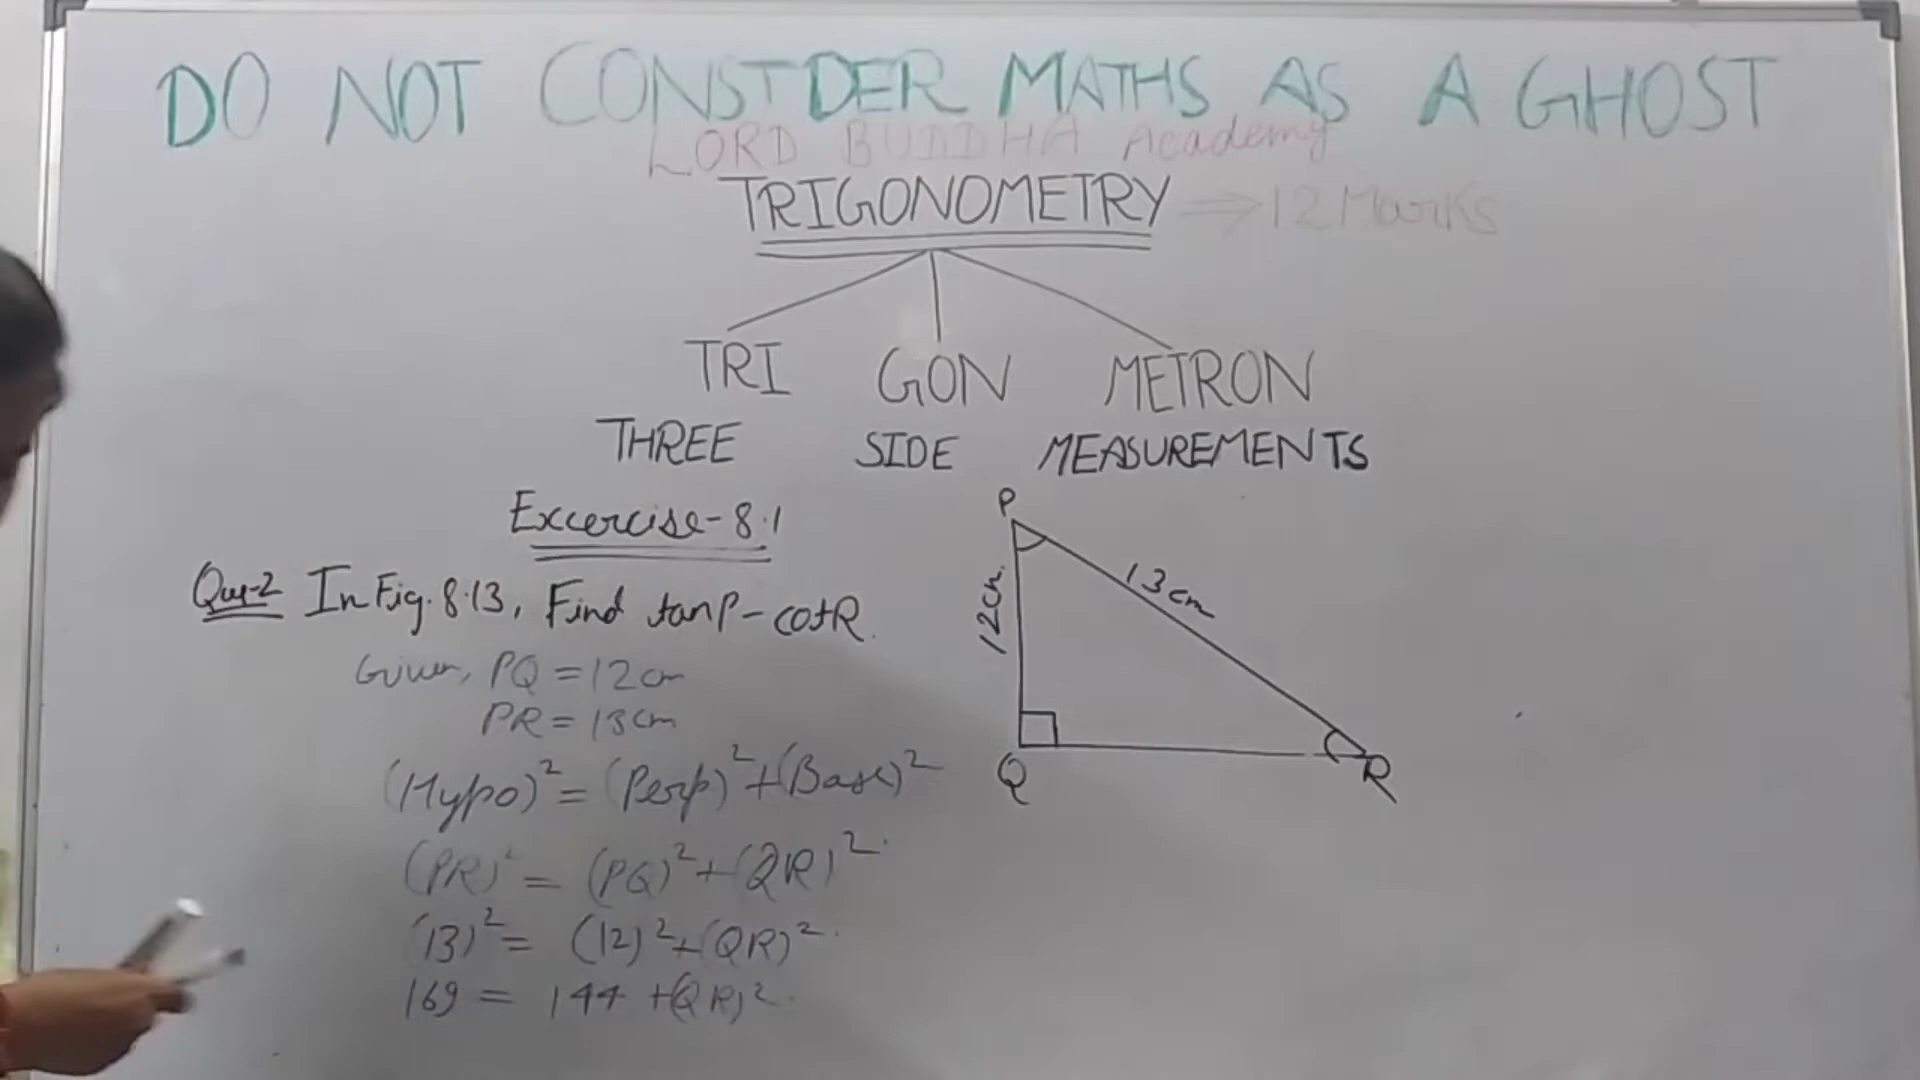 DO NOT CONSIDER MATHS AS A GHOST
LORD BUDDHA Academy
TRIGONOMETRY ⇒ 12 Marks
TRI GON METRON
THREE SIDE MEASUREMENTS
Excercise-8.1
Que-2 In Fig. 8.13, Find tanP - cotR.
Given, PQ = 12cm
PR = 13cm
(Hypo)² = (Perp)² + (Base)²
(PR)² = (PQ)² + (QR)²
(13)² = (12)² + (QR)²
169 = 144 + (QR)²
P
12cm.
13cm
Q
R